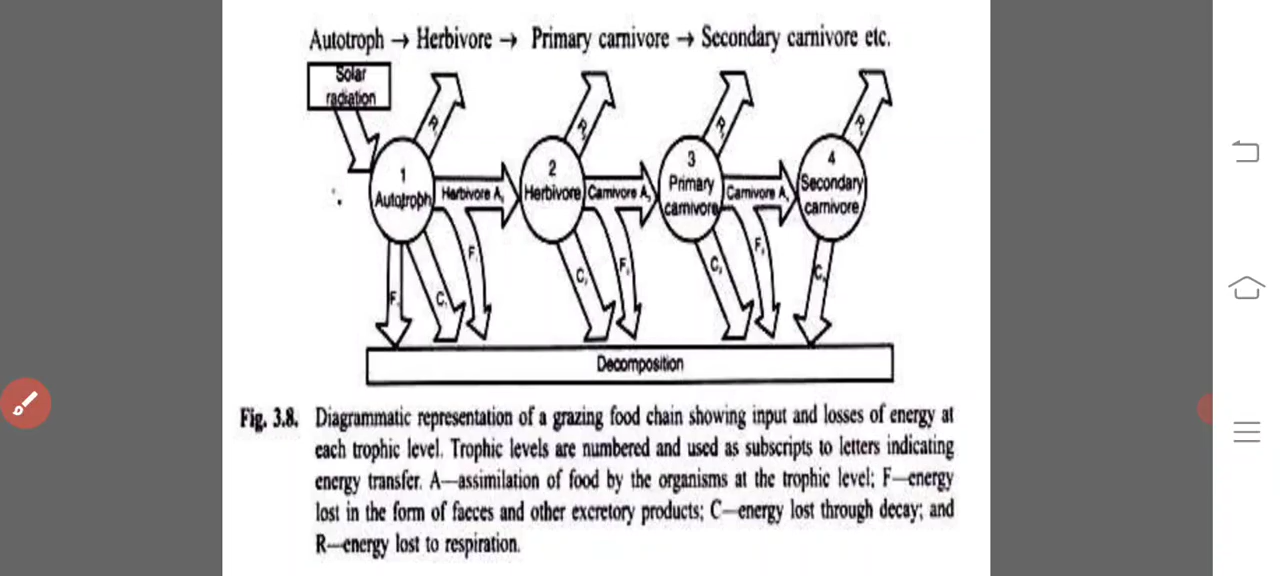 Autotroph → Herbivore → Primary carnivore → Secondary carnivore etc.
Solar
radiation
R
R
R
R
1
Autotroph
Herbivore A
2
Herbivore
Carnivore A
3
Primary
carnivore
Carnivore A
4
Secondary
carnivore
F
C
F
C
F
C
F
C
Decomposition
Fig. 3.8. Diagrammatic representation of a grazing food chain showing input and losses of energy at
each trophic level. Trophic levels are numbered and used as subscripts to letters indicating
energy transfer. A—assimilation of food by the organisms at the trophic level; F—energy
lost in the form of faeces and other excretory products; C—energy lost through decay; and
R—energy lost to respiration.